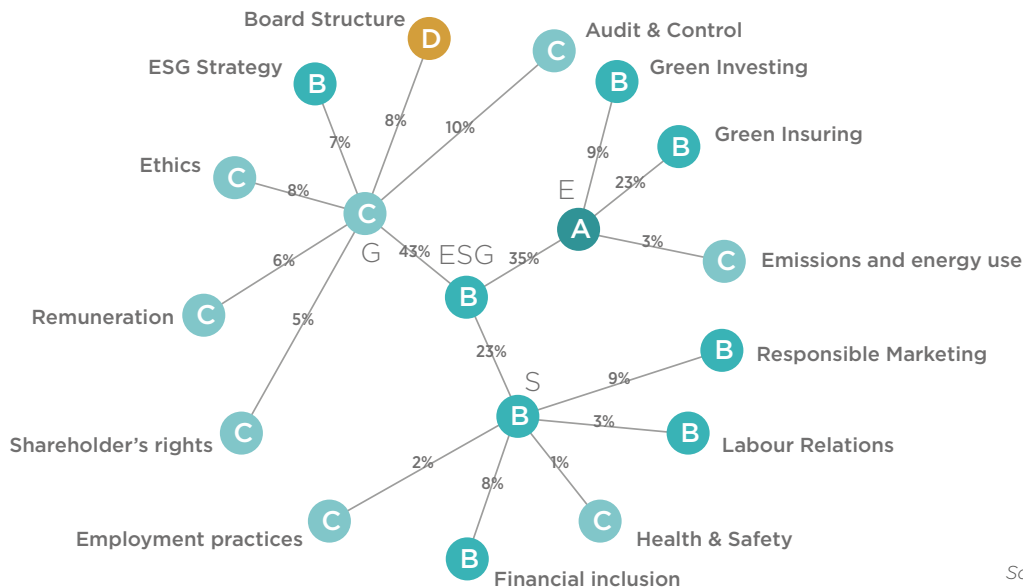 Board Structure
D
Audit & Control
C
ESG Strategy
B
Green Investing
B
8%
10%
7%
Green Insuring
B
9%
Ethics
C
8%
23%
E
A
C
G
43%
ESG
35%
3%
C
Emissions and energy use
6%
B
Remuneration
C
5%
23%
B
Responsible Marketing
9%
S
B
3%
B
Labour Relations
Shareholder's rights
C
2%
1%
8%
Employment practices
C
C
Health & Safety
B
Financial inclusion